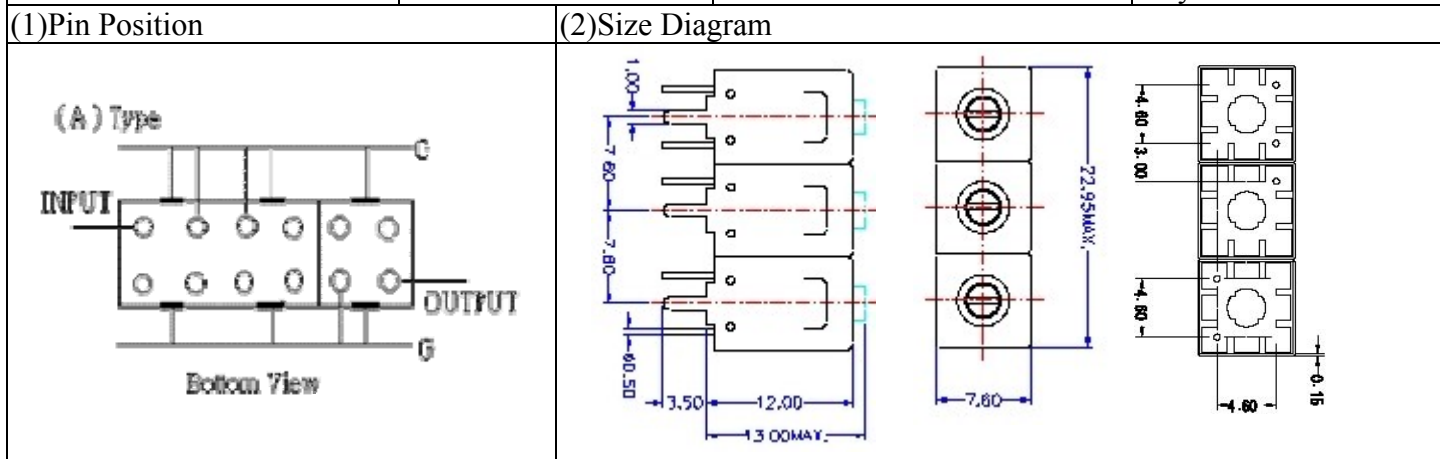 (1)Pin Position
(2)Size Diagram
(A) Type
G
INPUT
OUTPUT
G
Bottom View
1.00
7.60
7.60
ϕ0.50
3.50
12.00
13.00MAX.
22.95MAX.
7.60
4.60
3.00
4.60
0.15
4.60